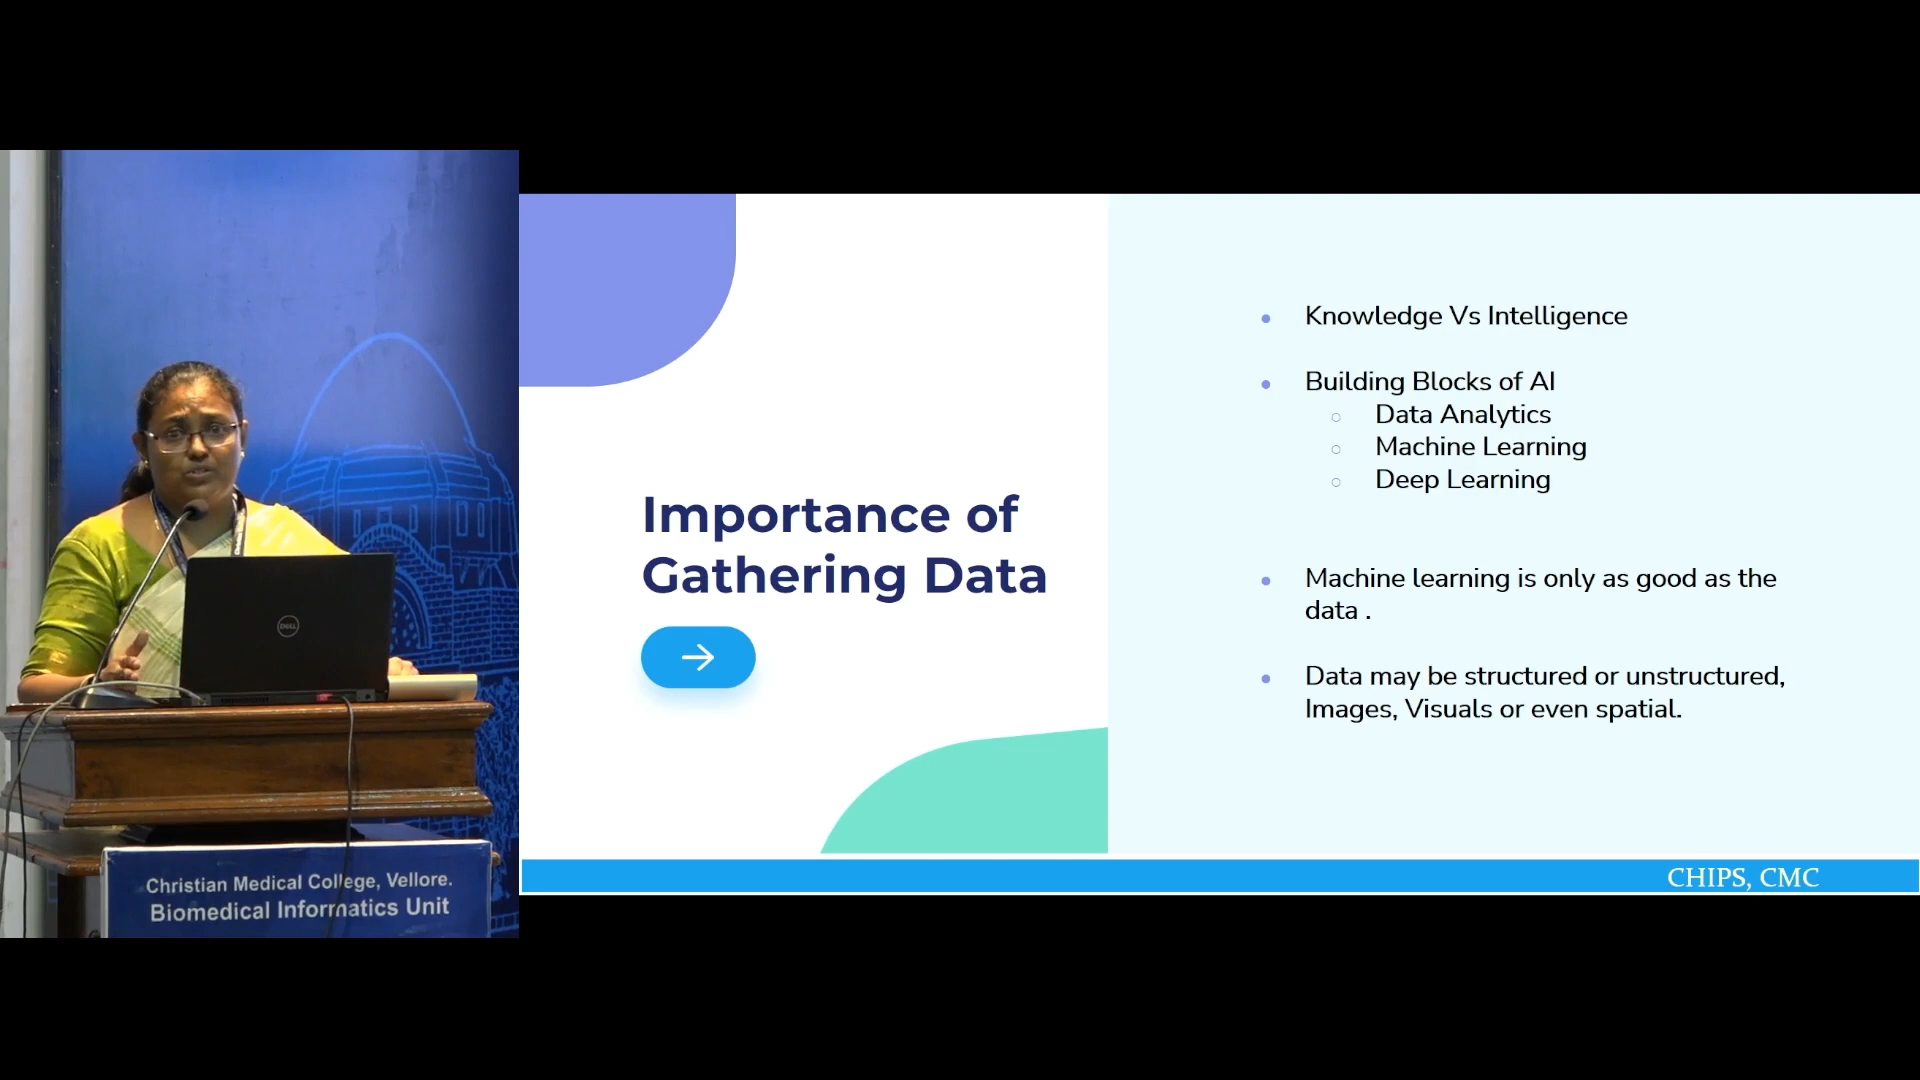 Importance of
Gathering Data
Knowledge Vs Intelligence
Building Blocks of AI
Data Analytics
Machine Learning
Deep Learning
Machine learning is only as good as the
data .
Data may be structured or unstructured,
Images, Visuals or even spatial.
CHIPS, CMC
DELL
Christian Medical College, Vellore.
Biomedical Informatics Unit